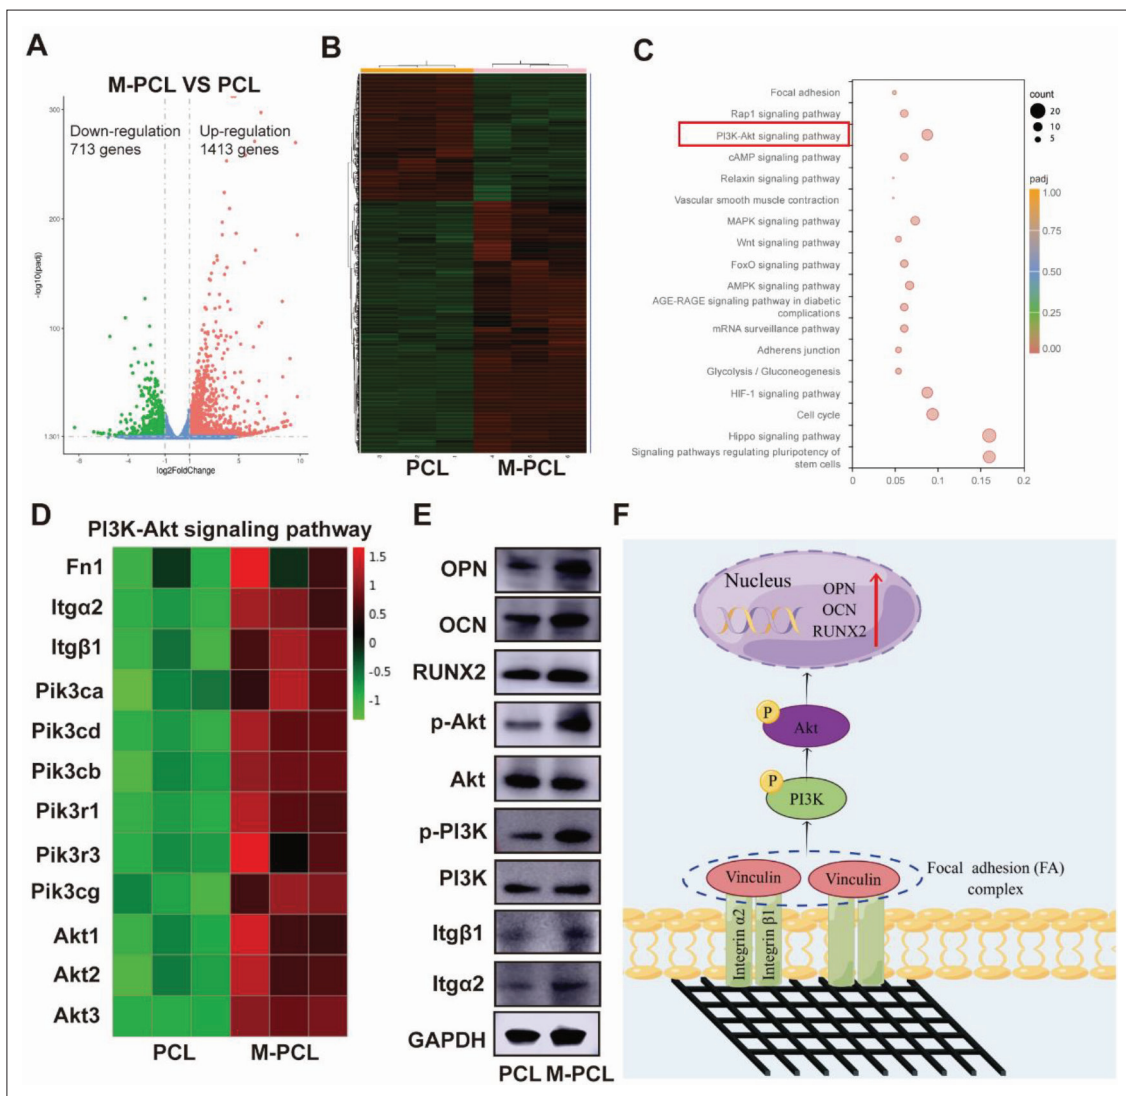 A
M-PCL VS PCL
Down-regulation
713 genes
Up-regulation
1413 genes
300
200
100
1.301
-log10(padj)
-4
-1
1
5
10
log2FoldChange
B
3
2
1
PCL
M-PCL
C
Focal adhesion
Rap1 signaling pathway
PI3K-Akt signaling pathway
cAMP signaling pathway
Relaxin signaling pathway
Vascular smooth muscle contraction
MAPK signaling pathway
Wnt signaling pathway
FoxO signaling pathway
AMPK signaling pathway
AGE-RAGE signaling pathway in diabetic
complications
mRNA surveillance pathway
Adherens junction
Glycolysis / Gluconeogenesis
HIF-1 signaling pathway
Cell cycle
Hippo signaling pathway
Signaling pathways regulating pluripotency of
stem cells
0
0.05
0.1
0.15
0.2
count
20
10
5
padj
1.00
0.75
0.50
0.25
0.00
D
PI3K-Akt signaling pathway
Fn1
Itgα2
Itgβ1
Pik3ca
Pik3cd
Pik3cb
Pik3r1
Pik3r3
Pik3cg
Akt1
Akt2
Akt3
PCL
M-PCL
1.5
1
0.5
0
-0.5
-1
E
OPN
OCN
RUNX2
p-Akt
Akt
p-PI3K
PI3K
Itgβ1
Itgα2
GAPDH
PCL M-PCL
F
Nucleus
OPN
OCN
RUNX2
P
Akt
P
PI3K
Vinculin
Vinculin
Focal adhesion (FA)
complex
Integrin α2
Integrin β1